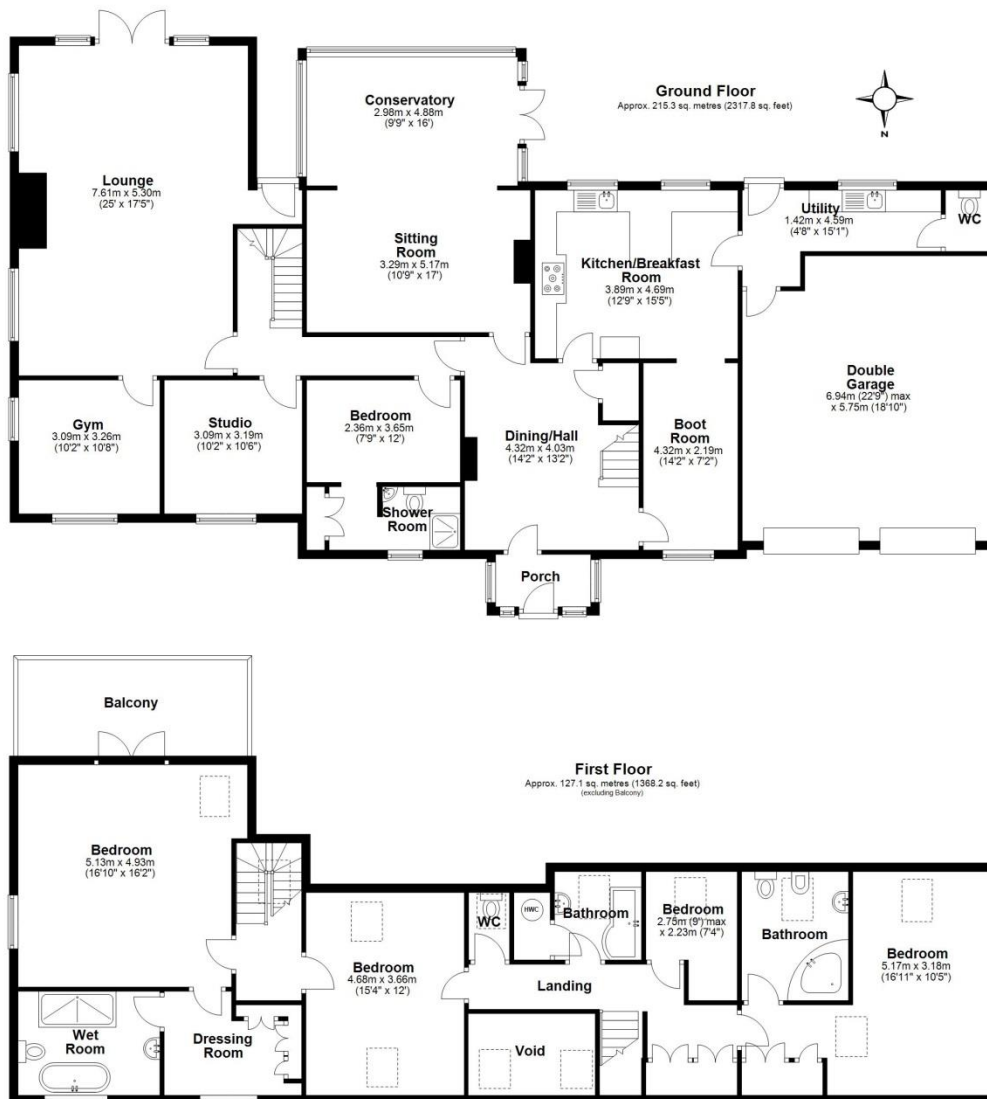 Ground Floor
Approx. 215.3 sq. metres (2317.8 sq. feet)
N
Conservatory
2.98m x 4.88m
(9'9" x 16')
Lounge
7.61m x 5.30m
(25' x 17'5")
Sitting
Room
3.29m x 5.17m
(10'9" x 17')
Kitchen/Breakfast
Room
3.89m x 4.69m
(12'9" x 15'5")
Utility
1.42m x 4.59m
(4'8" x 15'1")
WC
Gym
3.09m x 3.26m
(10'2" x 10'8")
Studio
3.09m x 3.19m
(10'2" x 10'6")
Bedroom
2.36m x 3.65m
(7'9" x 12')
Shower
Room
Dining/Hall
4.32m x 4.03m
(14'2" x 13'2")
Boot
Room
4.32m x 2.19m
(14'2" x 7'2")
Double
Garage
6.94m (22'9") max
x 5.75m (18'10")
Porch
First Floor
Approx. 127.1 sq. metres (1368.2 sq. feet)
(excluding Balcony)
Balcony
Bedroom
5.13m x 4.93m
(16'10" x 16'2")
Wet
Room
Dressing
Room
Bedroom
4.68m x 3.66m
(15'4" x 12')
WC
HWC
Bathroom
Landing
Void
Bedroom
2.75m (9') max
x 2.23m (7'4")
Bathroom
Bedroom
5.17m x 3.18m
(16'11" x 10'5")